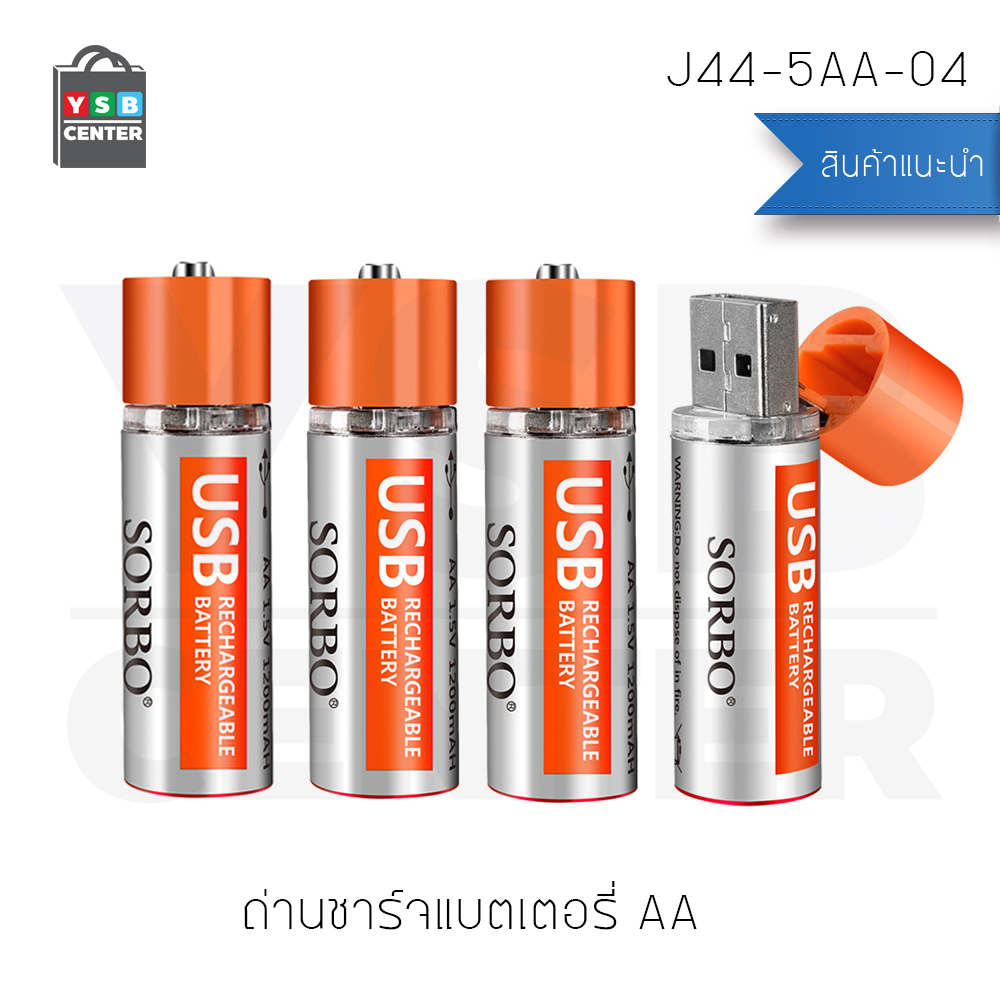 YSB
CENTER
J44-5AA-04
สินค้าแนะนำ
USB
RECHARGEABLE
BATTERY
SORBO®
AA 1.5V 1200mAH
USB
RECHARGEABLE
BATTERY
SORBO®
AA 1.5V 1200mAH
USB
RECHARGEABLE
BATTERY
SORBO®
AA 1.5V 1200mAH
USB
RECHARGEABLE
BATTERY
SORBO®
WARNING:Do not dispose of in fire.
YSB
CENTER
ถ่านชาร์จแบตเตอรี่ AA